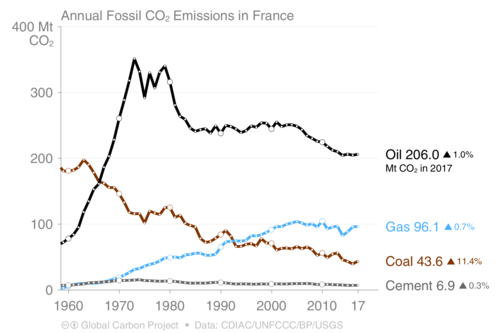 Annual Fossil CO₂ Emissions in France
400 Mt
CO₂
300
200
100
0
Oil 206.0 ▲ 1.0%
Mt CO₂ in 2017
Gas 96.1 ▲ 0.7%
Coal 43.6 ▲ 11.4%
Cement 6.9 ▲ 0.3%
1960 1970 1980 1990 2000 2010 17
Global Carbon Project • Data: CDIAC/UNFCCC/BP/USGS